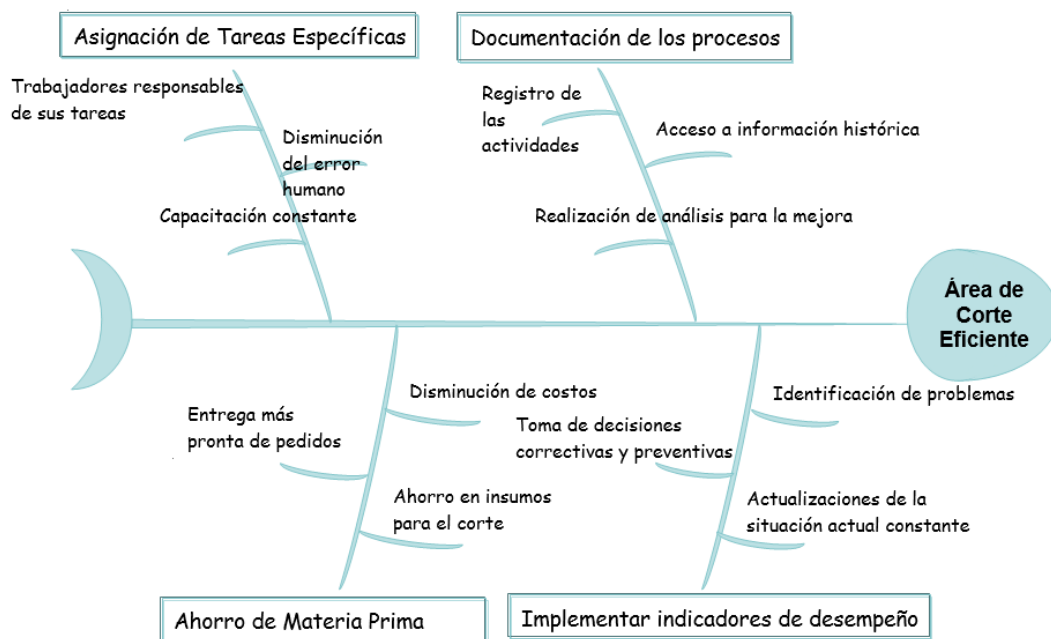 Asignación de Tareas Específicas
Documentación de los procesos
Trabajadores responsables
de sus tareas
Disminución
del error
humano
Capacitación constante
Registro de
las
actividades
Acceso a información histórica
Realización de análisis para la mejora
Área de
Corte
Eficiente
Disminución de costos
Entrega más
pronta de pedidos
Ahorro en insumos
para el corte
Identificación de problemas
Toma de decisiones
correctivas y preventivas
Actualizaciones de la
situación actual constante
Ahorro de Materia Prima
Implementar indicadores de desempeño